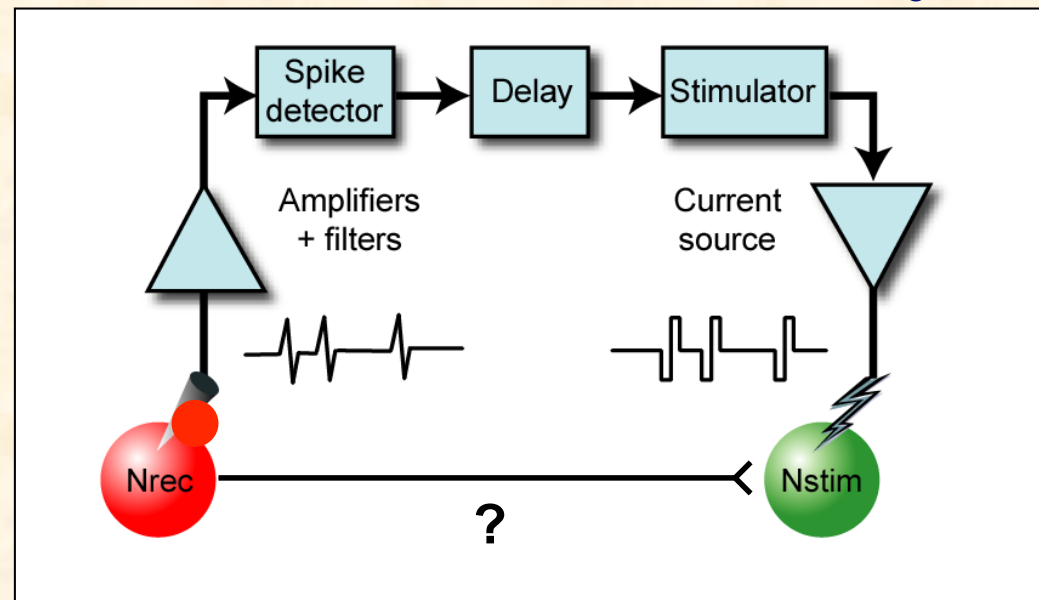 Spike
detector
Delay
Stimulator
Amplifiers
+ filters
Current
source
Nrec
Nstim
?